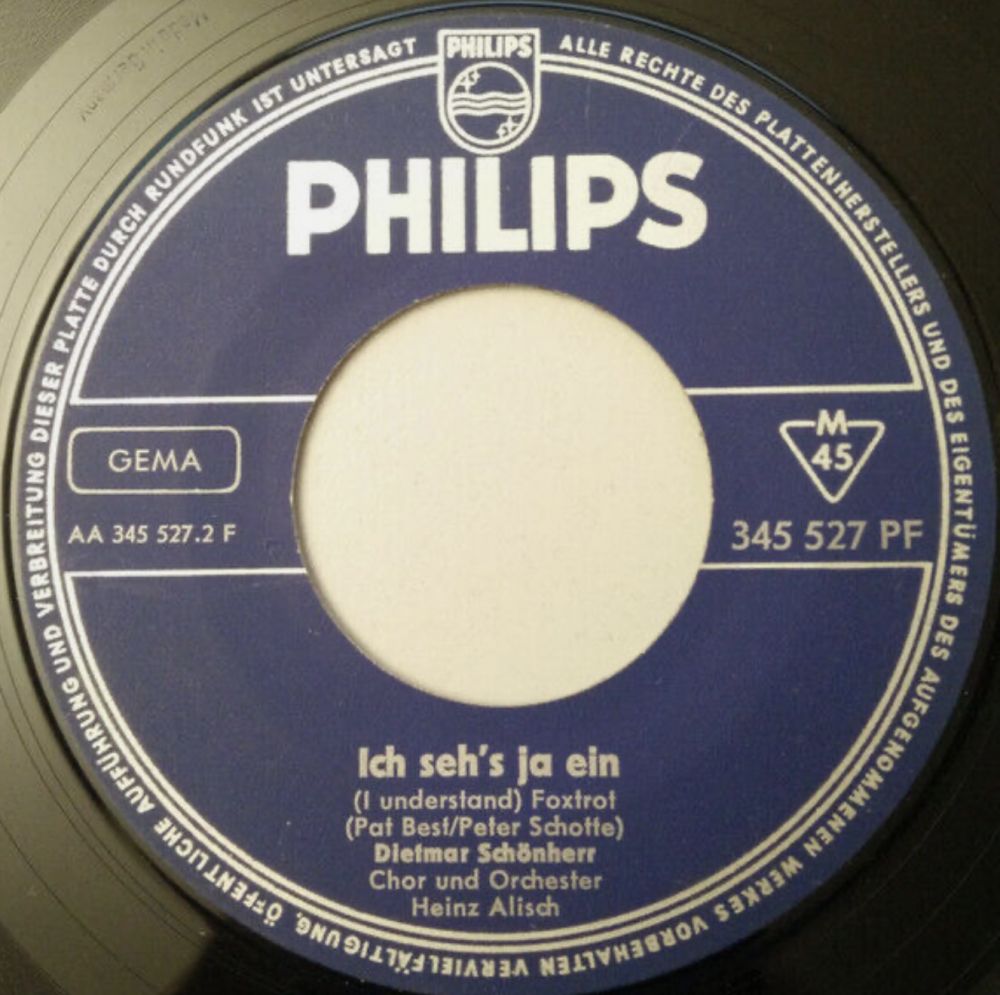 PHILIPS
PHILIPS
ALLE RECHTE DES PLATTENHERSTELLERS UND DES EIGENTÜMERS DES AUFGENOMMENEN WERKES VORBEHALTEN VERVIELFÄLTIGUNG, ÖFFENTLICHE AUFFÜHRUNG UND VERBREITUNG DIESER PLATTE DURCH RUNDFUNK IST UNTERSAGT
GEMA
M
45
AA 345 527.2 F
345 527 PF
Ich seh's ja ein
(I understand) Foxtrot
(Pat Best/Peter Schotte)
Dietmar Schönherr
Chor und Orchester
Heinz Alisch